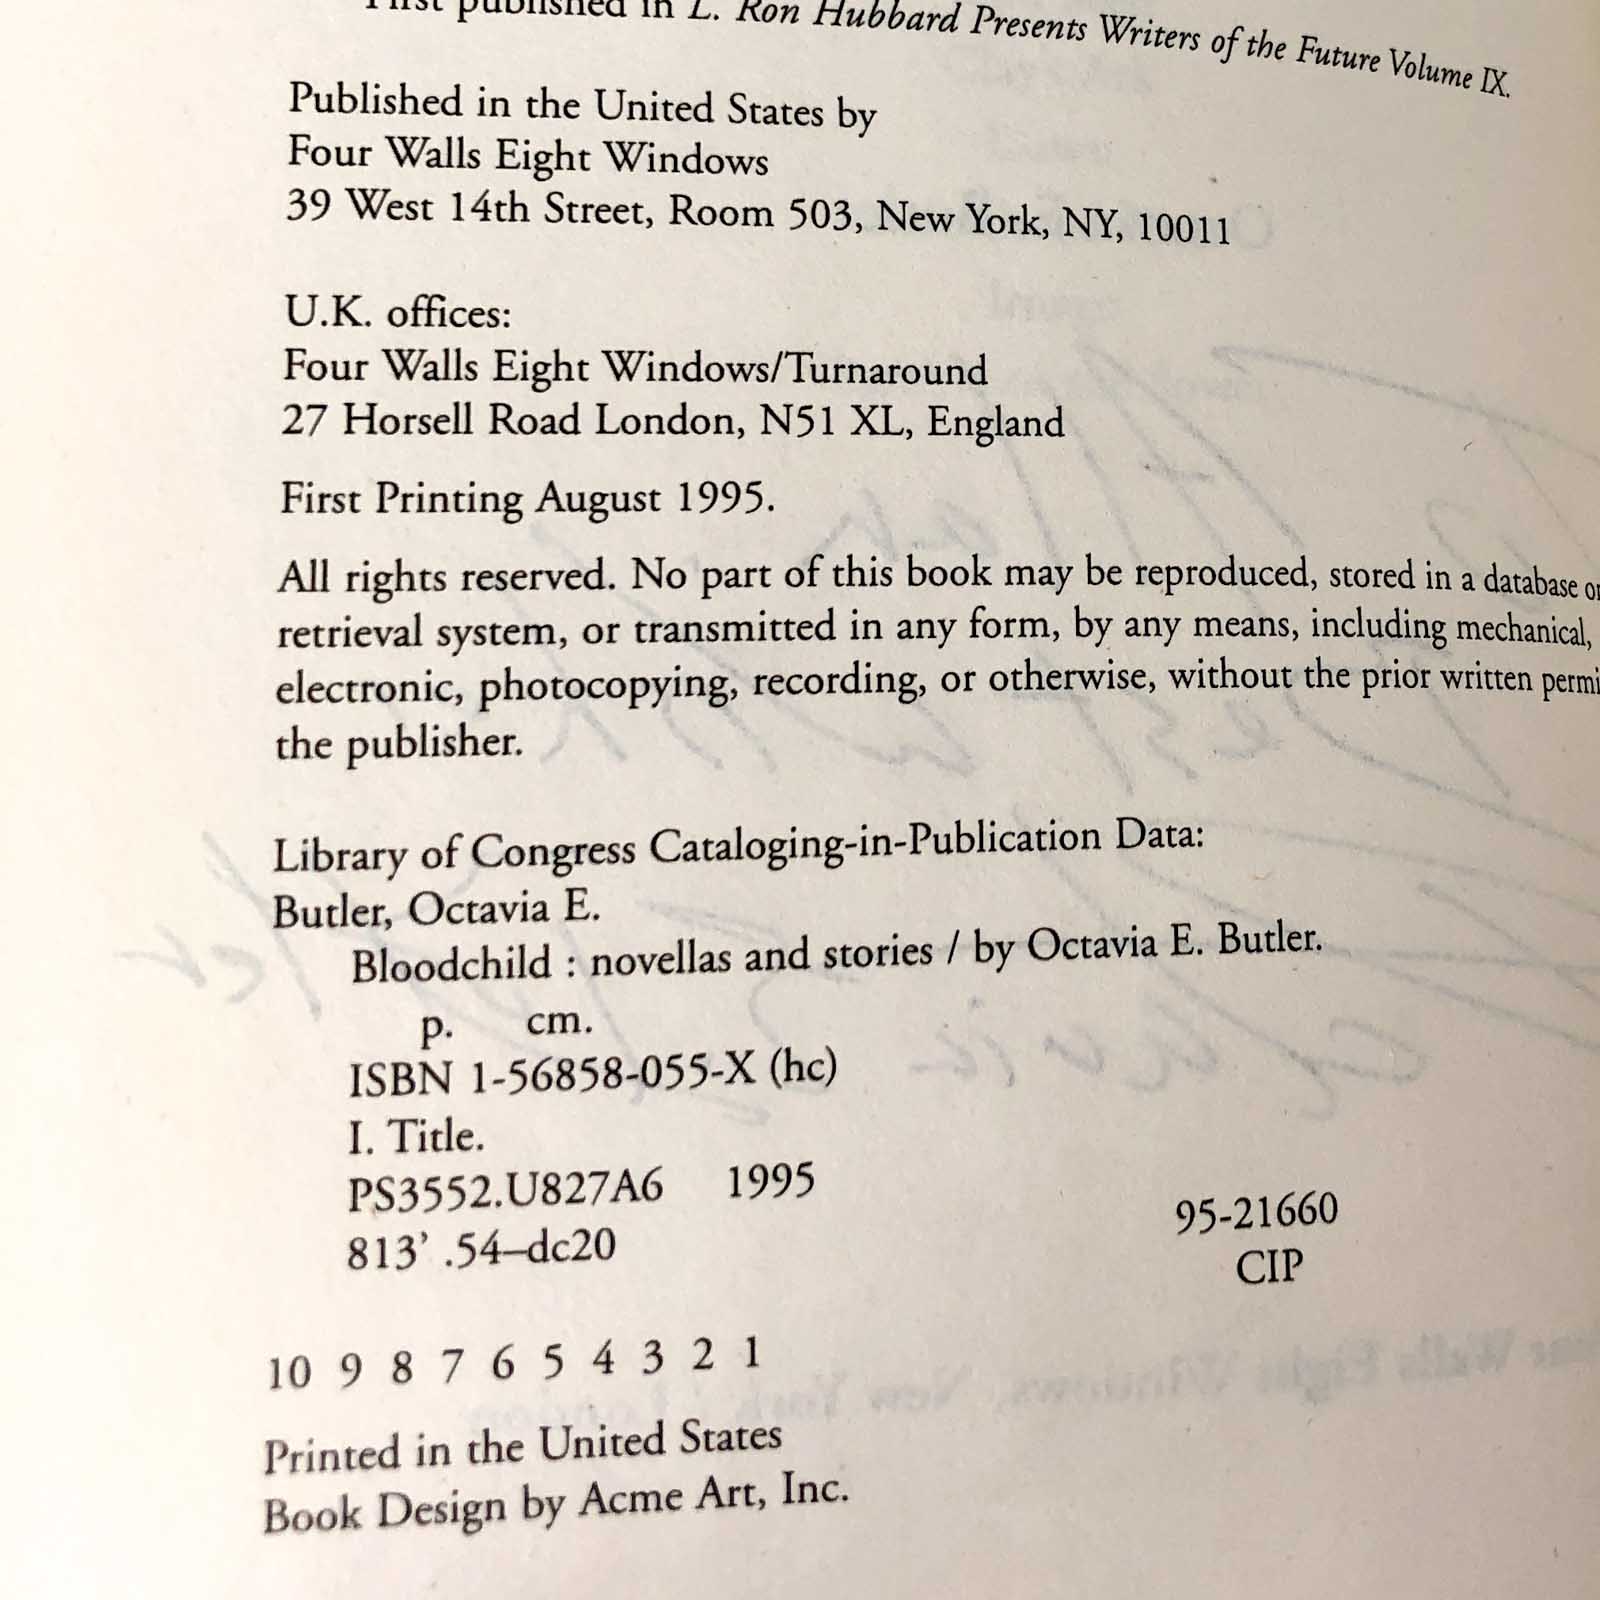 First published in L. Ron Hubbard Presents Writers of the Future Volume IX.
Published in the United States by
Four Walls Eight Windows
39 West 14th Street, Room 503, New York, NY, 10011
U.K. offices:
Four Walls Eight Windows/Turnaround
27 Horsell Road London, N51 XL, England
First Printing August 1995.
All rights reserved. No part of this book may be reproduced, stored in a database or
retrieval system, or transmitted in any form, by any means, including mechanical,
electronic, photocopying, recording, or otherwise, without the prior written permi
the publisher.
Library of Congress Cataloging-in-Publication Data:
Butler, Octavia E.
Bloodchild : novellas and stories / by Octavia E. Butler.
p. cm.
ISBN 1-56858-055-X (hc)
I. Title.
PS3552.U827A6 1995
95-21660
813' .54–dc20
CIP
10 9 8 7 6 5 4 3 2 1
Printed in the United States
Book Design by Acme Art, Inc.